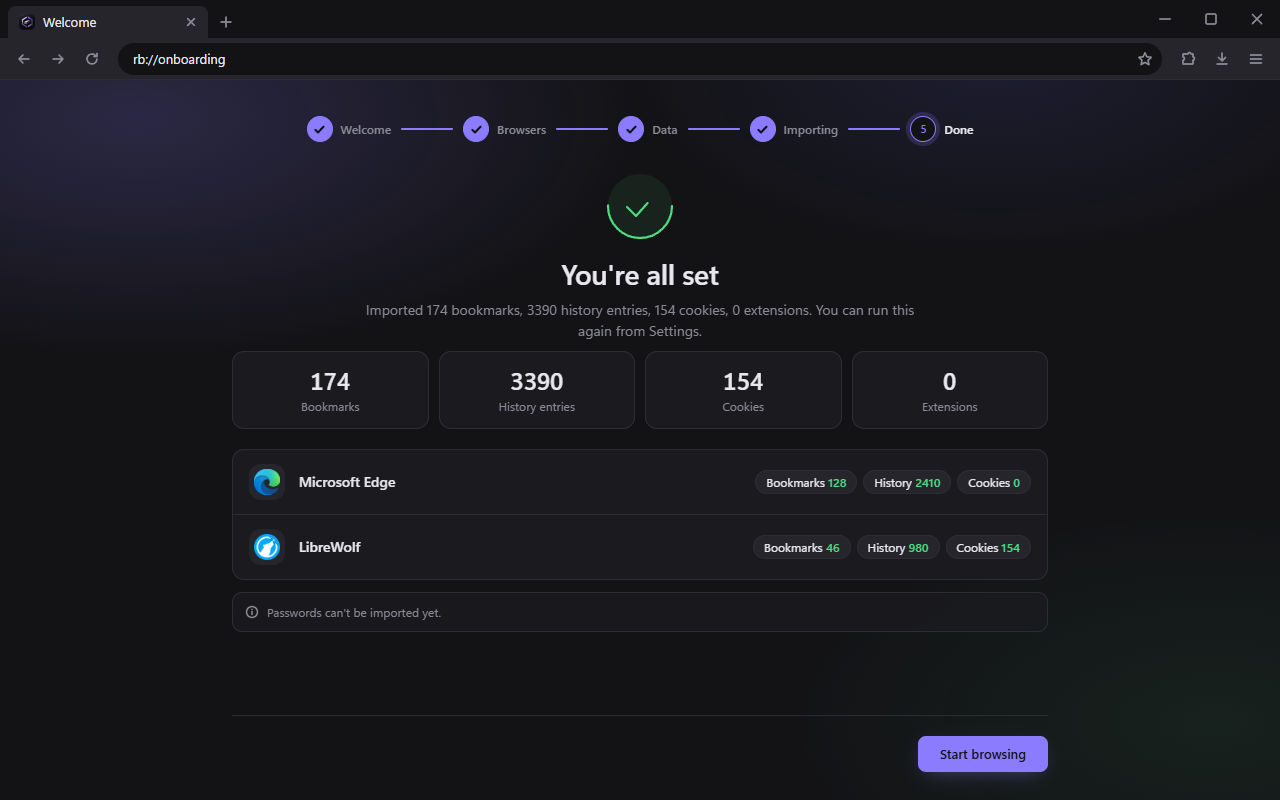 Welcome
rb://onboarding
Welcome
Browsers
Data
Importing
5
Done
You're all set
Imported 174 bookmarks, 3390 history entries, 154 cookies, 0 extensions. You can run this
again from Settings.
174
Bookmarks
3390
History entries
154
Cookies
0
Extensions
Microsoft Edge
Bookmarks 128
History 2410
Cookies 0
LibreWolf
Bookmarks 46
History 980
Cookies 154
Passwords can't be imported yet.
Start browsing